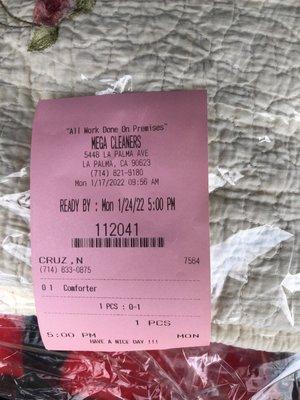 "All Work Done On Premises"
MEGA CLEANERS
5448 LA PALMA AVE
LA PALMA, CA 90623
(714) 821-9180
Mon 1/17/2022 09:56 AM
READY BY : Mon 1/24/22 5:00 PM
112041
CRUZ,N 7564
(714) 833-0875
0 1 Comforter
1 PCS : 0-1
1 PCS
5:00 PM MON
HAVE A NICE DAY !!!